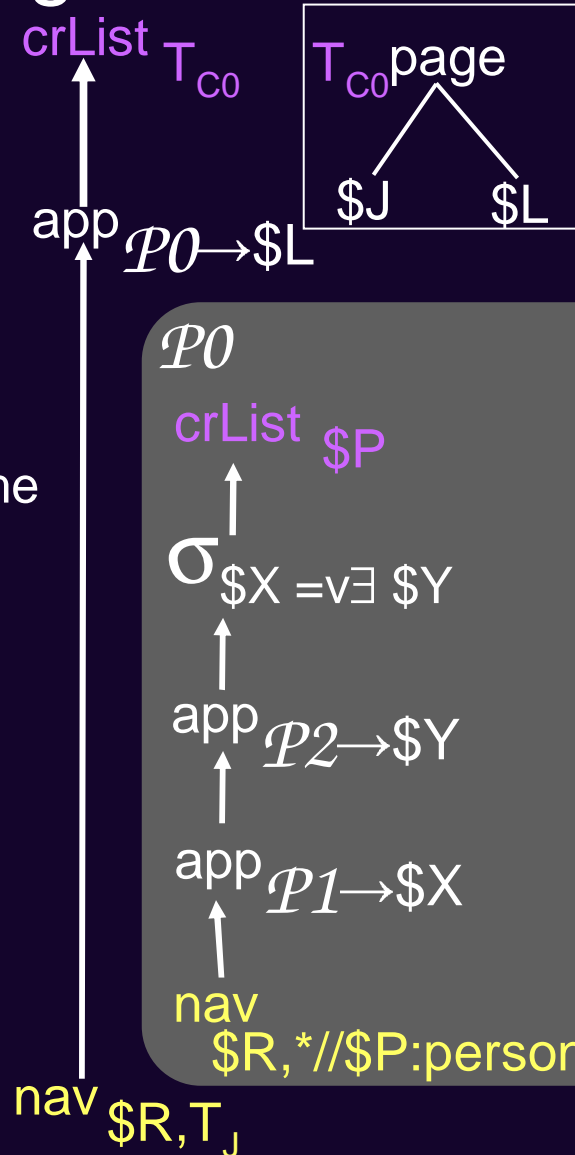 crList T_C0
T_C0 page
$J $L
app 𝒫0→$L
𝒫0
crList $P
ne
σ $X =v∃ $Y
app 𝒫2→$Y
app 𝒫1→$X
nav
$R,*//$P:person
nav $R,T_J